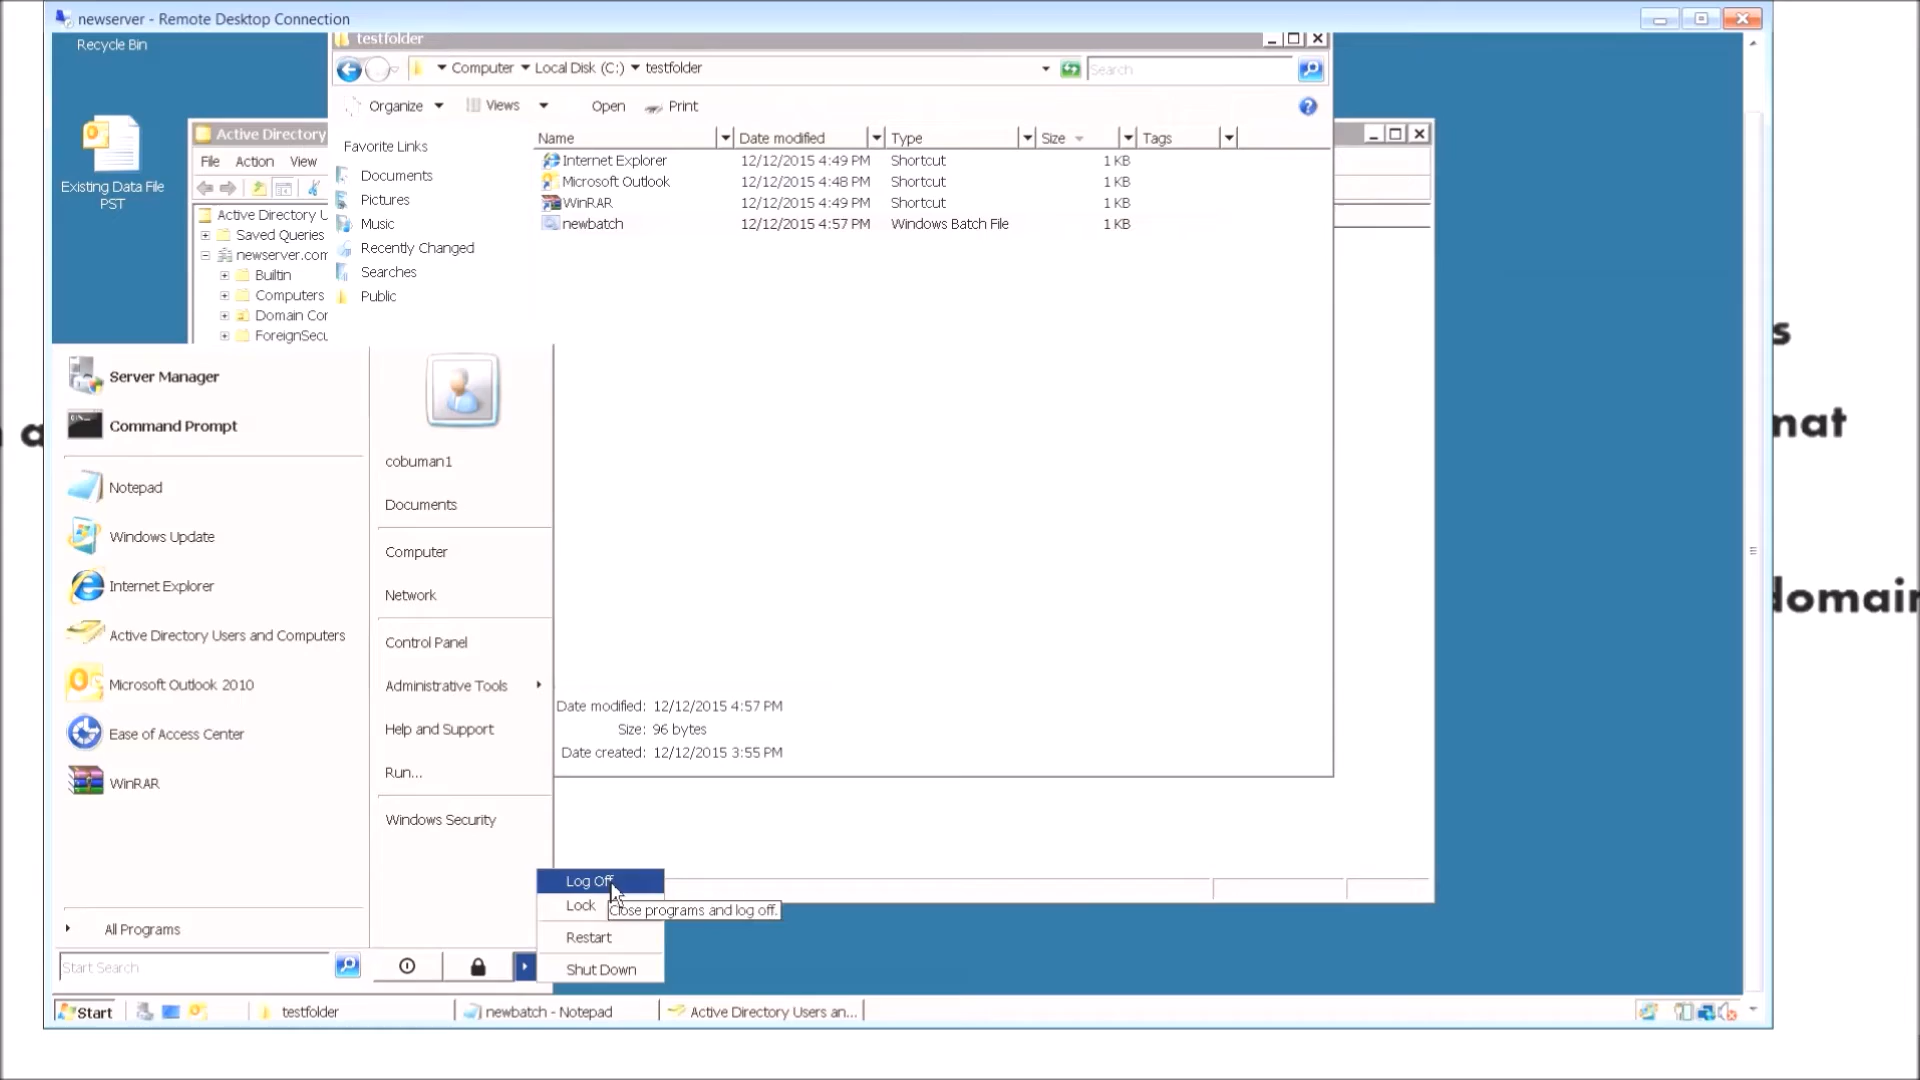 newserver - Remote Desktop Connection
Recycle Bin
testfolder
Computer
Local Disk (C:)
testfolder
Search
Organize
Views
Open
Print
Existing Data File
PST
Active Directory
File
Action
View
Active Directory U
Saved Queries
newserver.com
Builtin
Computers
Domain Cor
ForeignSecu
Favorite Links
Documents
Pictures
Music
Recently Changed
Searches
Public
Name
Date modified
Type
Size
Tags
Internet Explorer 12/12/2015 4:49 PM Shortcut 1 KB
Microsoft Outlook 12/12/2015 4:48 PM Shortcut 1 KB
WinRAR 12/12/2015 4:49 PM Shortcut 1 KB
newbatch 12/12/2015 4:57 PM Windows Batch File 1 KB
Server Manager
Command Prompt
Notepad
Windows Update
Internet Explorer
Active Directory Users and Computers
Microsoft Outlook 2010
Ease of Access Center
WinRAR
All Programs
Start Search
cobuman1
Documents
Computer
Network
Control Panel
Administrative Tools
Help and Support
Run...
Windows Security
Date modified: 12/12/2015 4:57 PM
Size: 96 bytes
Date created: 12/12/2015 3:55 PM
Log Off
Lock
Close programs and log off.
Restart
Shut Down
Start
testfolder
newbatch - Notepad
Active Directory Users an...
s
mat
domain